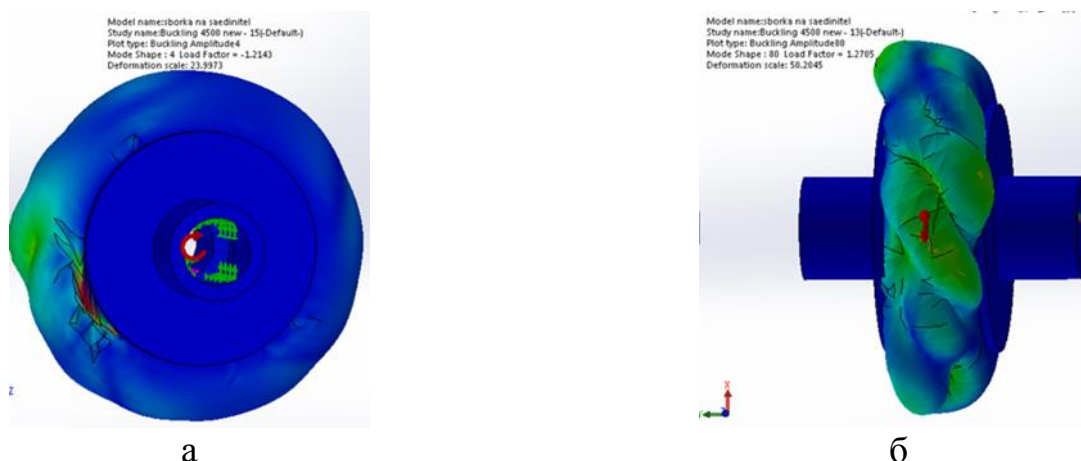 Model name:sborka na saedinitel
Study name:Buckling 4500 new - 15(-Default-)
Plot type: Buckling Amplitude4
Mode Shape : 4 Load Factor = -1.2143
Deformation scale: 23.9973
Z
а
Model name:sborka na saedinitel
Study name:Buckling 4500 new - 13(-Default-)
Plot type: Buckling Amplitude80
Mode Shape : 80 Load Factor = 1.2705
Deformation scale: 50.2045
X
б